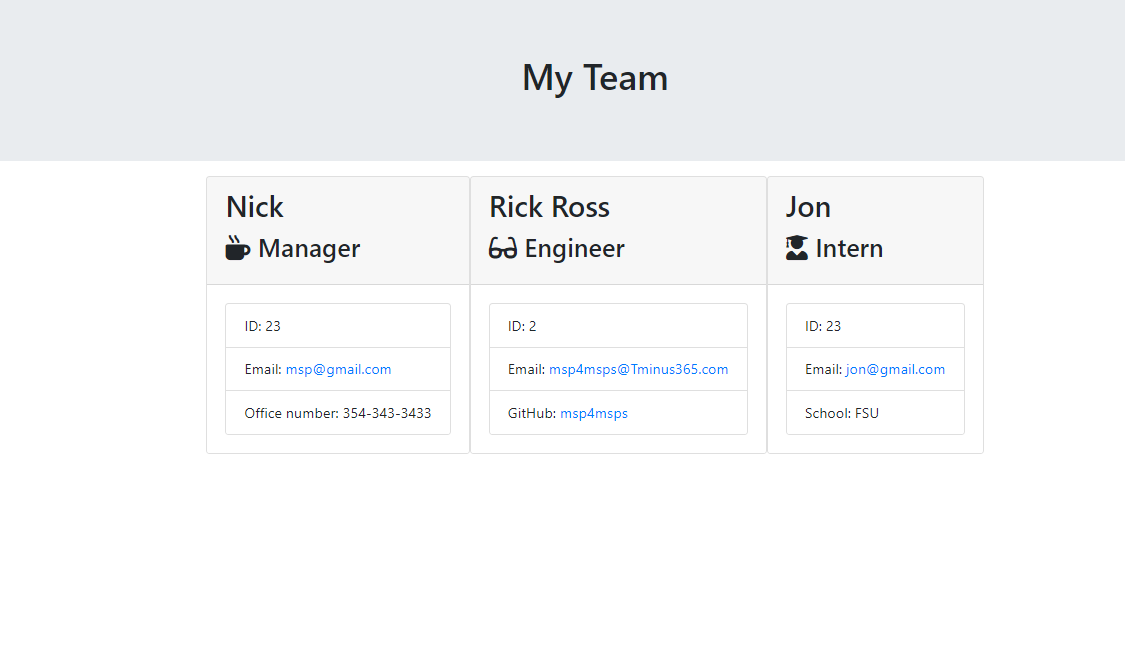 My Team
Nick
Manager
ID: 23
Email: msp@gmail.com
Office number: 354-343-3433
Rick Ross
Engineer
ID: 2
Email: msp4msps@Tminus365.com
GitHub: msp4msps
Jon
Intern
ID: 23
Email: jon@gmail.com
School: FSU